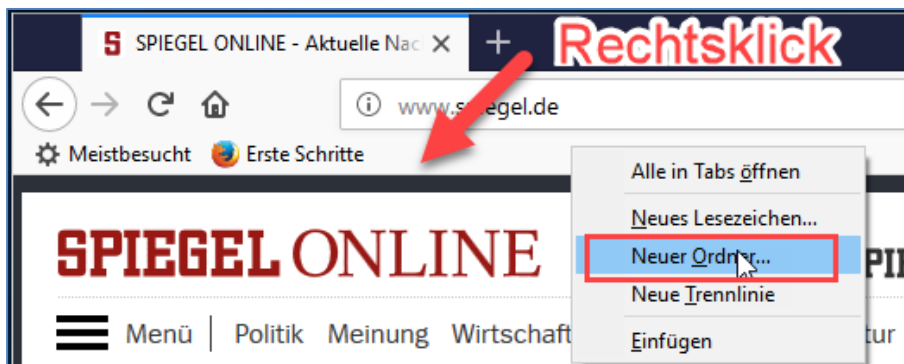 SPIEGEL ONLINE - Aktuelle Nac
Rechtsklick
www.spiegel.de
Meistbesucht Erste Schritte
Alle in Tabs öffnen
Neues Lesezeichen...
Neuer Ordner...
Neue Trennlinie
Einfügen
SPIEGEL ONLINE
Menü Politik Meinung Wirtschaft